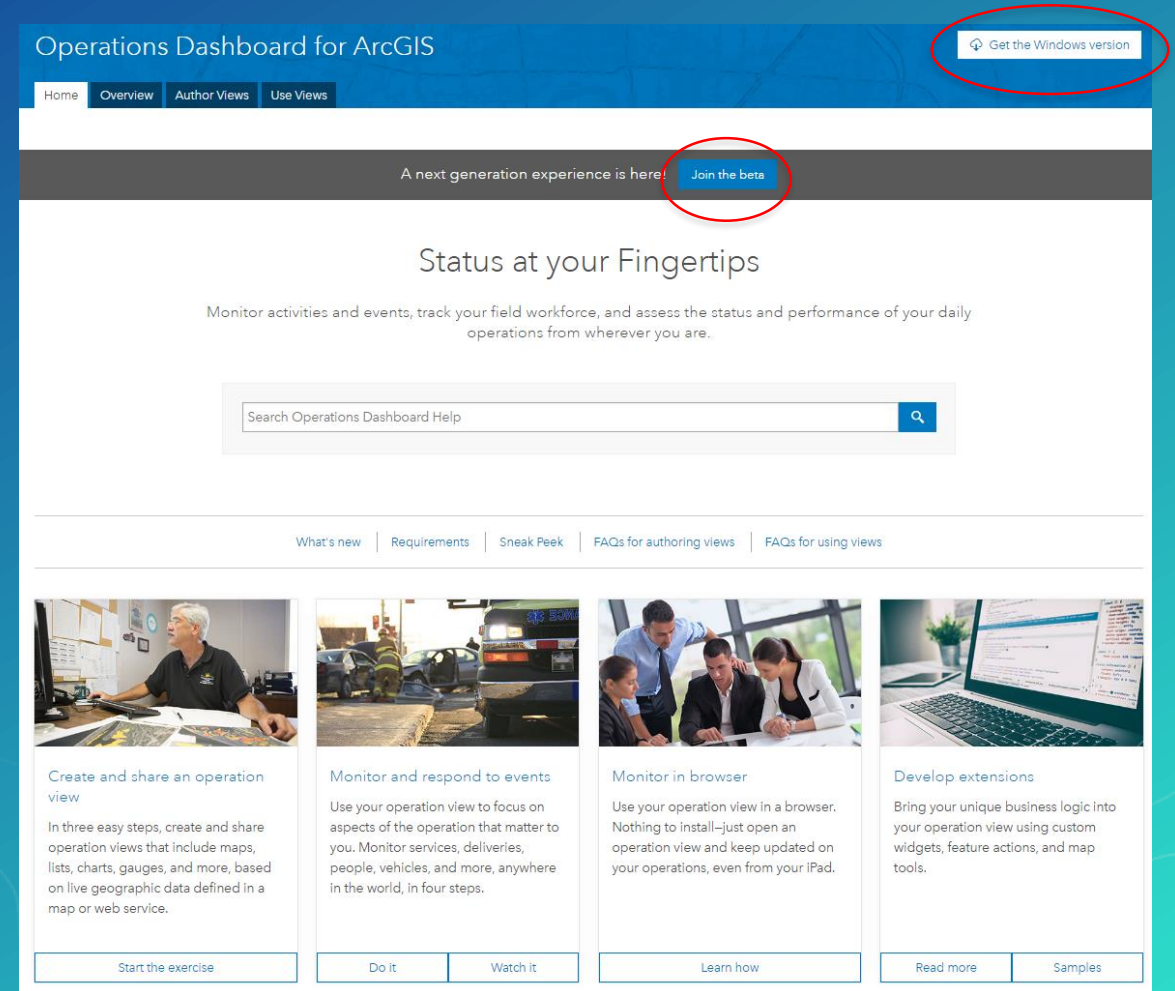 Operations Dashboard for ArcGIS
Get the Windows version
Home Overview Author Views Use Views
A next generation experience is here! Join the beta
Status at your Fingertips
Monitor activities and events, track your field workforce, and assess the status and performance of your daily
operations from wherever you are.
Search Operations Dashboard Help
What's new Requirements Sneak Peek FAQs for authoring views FAQs for using views
Create and share an operation
view
In three easy steps, create and share
operation views that include maps,
lists, charts, gauges, and more, based
on live geographic data defined in a
map or web service.
Start the exercise
Monitor and respond to events
Use your operation view to focus on
aspects of the operation that matter to
you. Monitor services, deliveries,
people, vehicles, and more, anywhere
in the world, in four steps.
Do it Watch it
Monitor in browser
Use your operation view in a browser.
Nothing to install—just open an
operation view and keep updated on
your operations, even from your iPad.
Learn how
Develop extensions
Bring your unique business logic into
your operation view using custom
widgets, feature actions, and map
tools.
Read more Samples